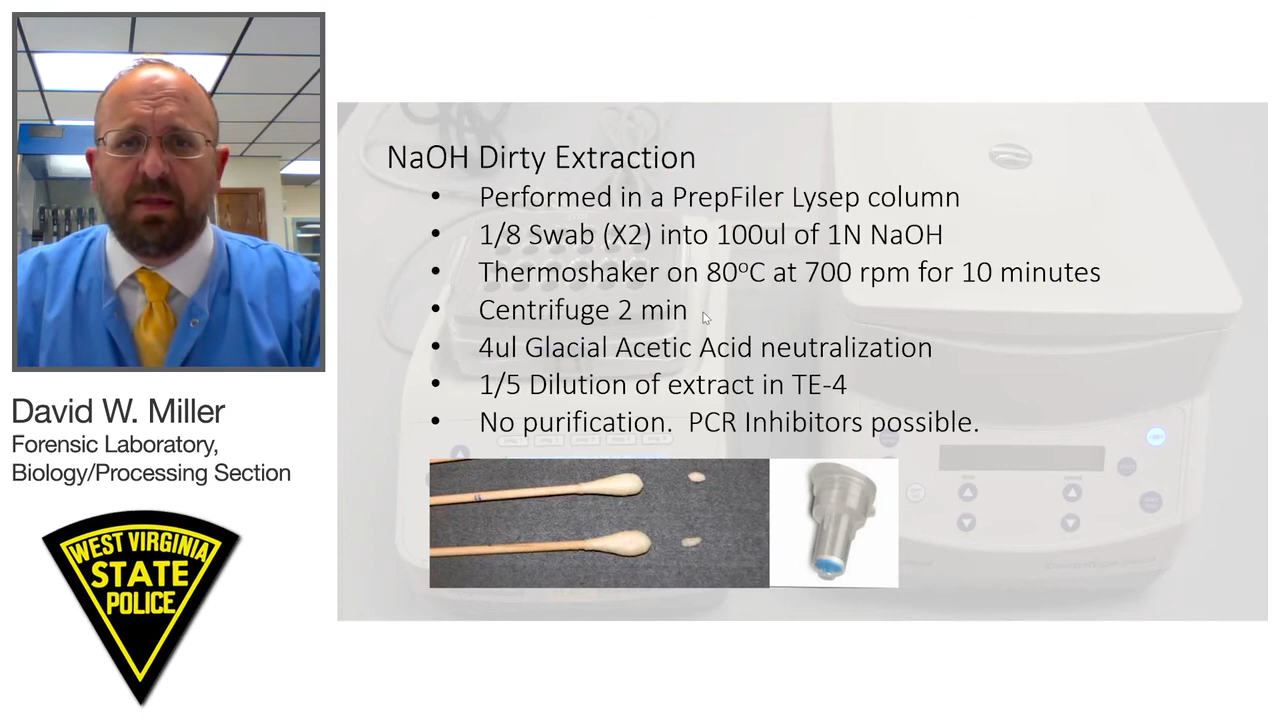 NaOH Dirty Extraction
• Performed in a PrepFiler Lysep column
• 1/8 Swab (X2) into 100ul of 1N NaOH
• Thermoshaker on 80°C at 700 rpm for 10 minutes
• Centrifuge 2 min
• 4ul Glacial Acetic Acid neutralization
• 1/5 Dilution of extract in TE-4
• No purification. PCR Inhibitors possible.
David W. Miller
Forensic Laboratory,
Biology/Processing Section
WEST VIRGINIA
STATE
POLICE